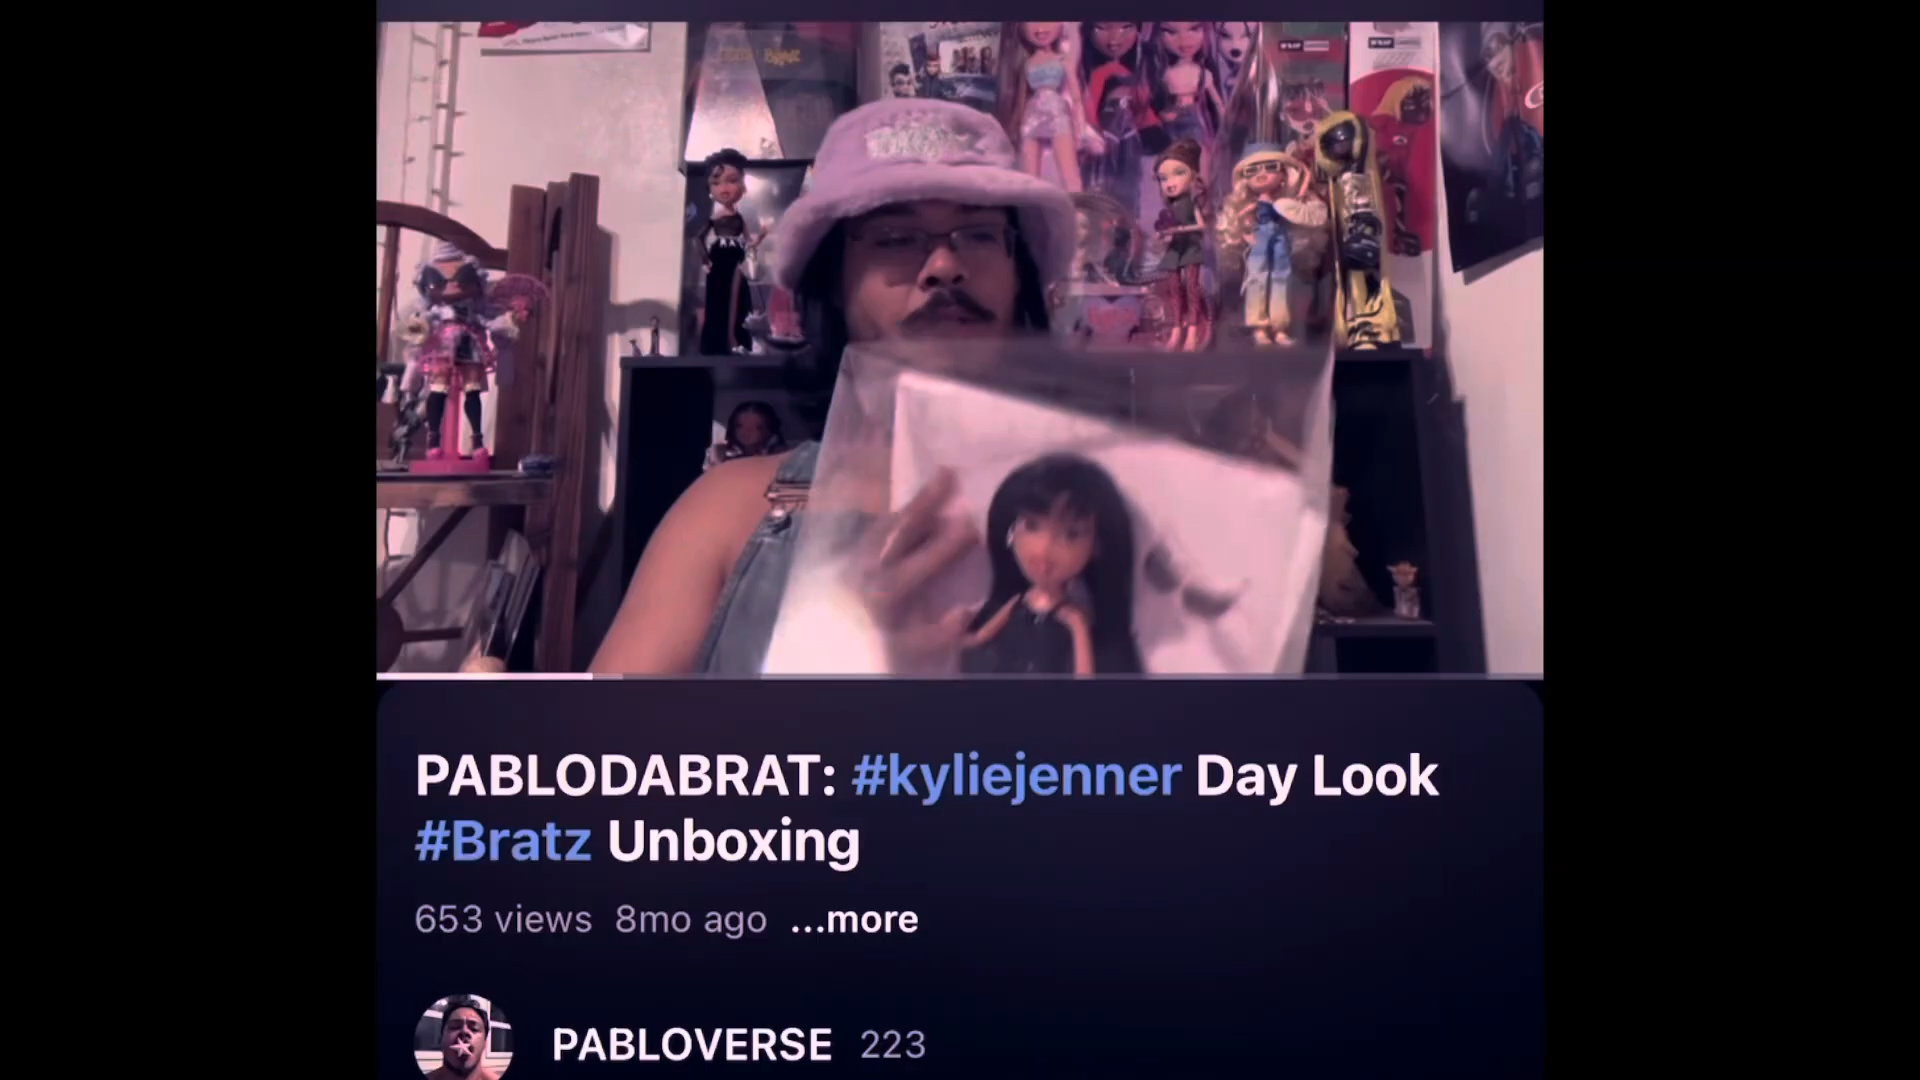 PABLODABRAT: #kyliejenner Day Look
#Bratz Unboxing
653 views 8mo ago ...more
PABLOVERSE 223